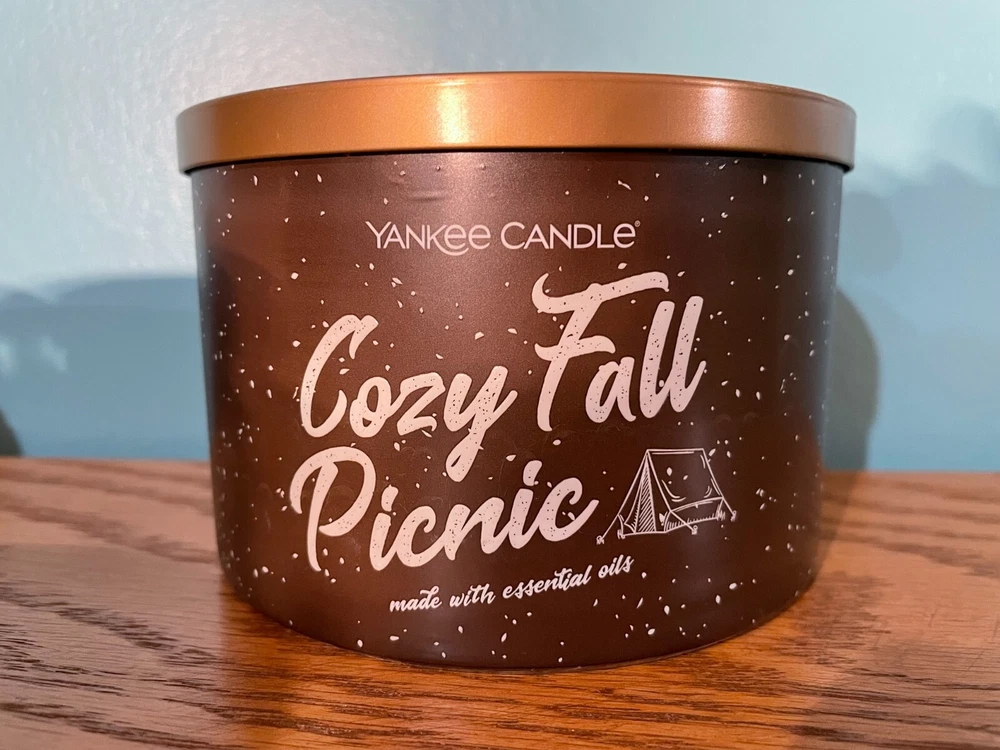 YANKEE CANDLE®
Cozy Fall
Picnic
made with essential oils